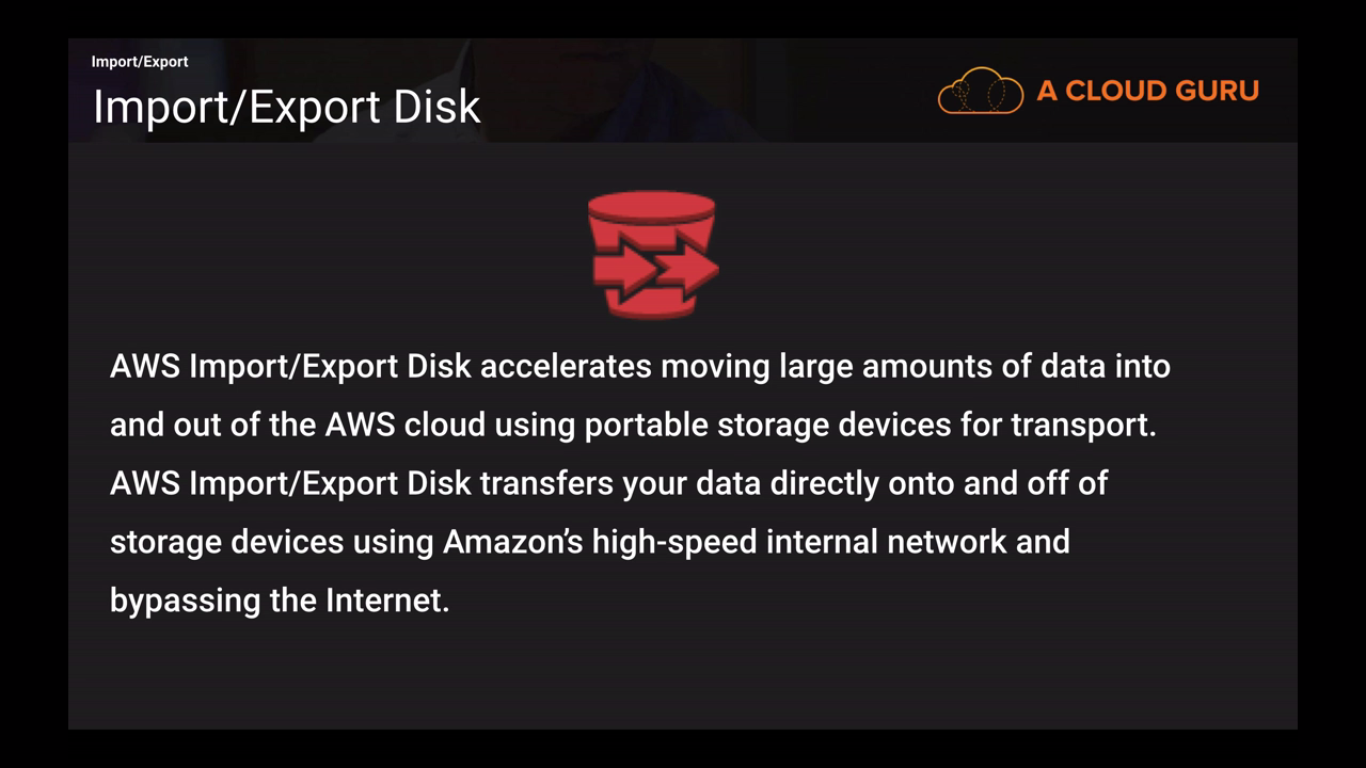 Import/Export
Import/Export Disk
A CLOUD GURU
AWS Import/Export Disk accelerates moving large amounts of data into
and out of the AWS cloud using portable storage devices for transport.
AWS Import/Export Disk transfers your data directly onto and off of
storage devices using Amazon’s high-speed internal network and
bypassing the Internet.